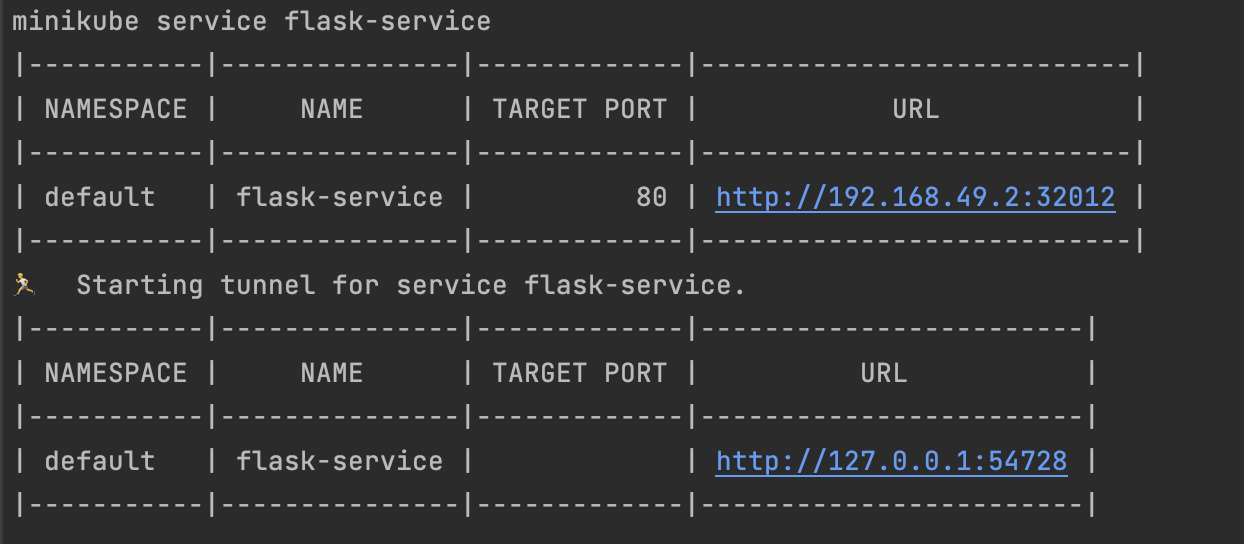 minikube service flask-service
|-----------|---------------|-------------|---------------------------|
| NAMESPACE |     NAME      | TARGET PORT |            URL            |
|-----------|---------------|-------------|---------------------------|
| default   | flask-service |          80 | http://192.168.49.2:32012 |
|-----------|---------------|-------------|---------------------------|
🏃  Starting tunnel for service flask-service.
|-----------|---------------|-------------|------------------------|
| NAMESPACE |     NAME      | TARGET PORT |          URL           |
|-----------|---------------|-------------|------------------------|
| default   | flask-service |             | http://127.0.0.1:54728 |
|-----------|---------------|-------------|------------------------|